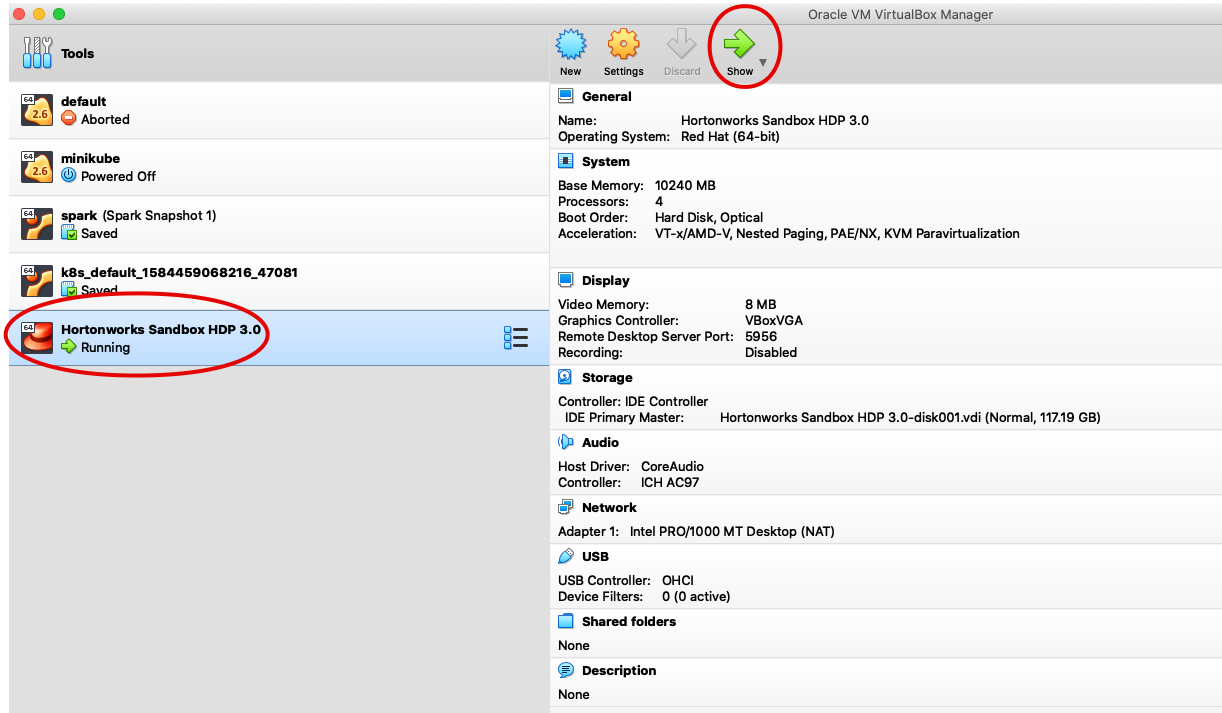 Oracle VM VirtualBox Manager
Tools
64
2.6
default
Aborted
64
2.6
minikube
Powered Off
64
spark (Spark Snapshot 1)
Saved
64
k8s_default_1584459068216_47081
Saved
64
Hortonworks Sandbox HDP 3.0
Running
New Settings Discard Show
General
Name: Hortonworks Sandbox HDP 3.0
Operating System: Red Hat (64-bit)
System
Base Memory: 10240 MB
Processors: 4
Boot Order: Hard Disk, Optical
Acceleration: VT-x/AMD-V, Nested Paging, PAE/NX, KVM Paravirtualization
Display
Video Memory: 8 MB
Graphics Controller: VBoxVGA
Remote Desktop Server Port: 5956
Recording: Disabled
Storage
Controller: IDE Controller
IDE Primary Master: Hortonworks Sandbox HDP 3.0-disk001.vdi (Normal, 117.19 GB)
Audio
Host Driver: CoreAudio
Controller: ICH AC97
Network
Adapter 1: Intel PRO/1000 MT Desktop (NAT)
USB
USB Controller: OHCI
Device Filters: 0 (0 active)
Shared folders
None
Description
None